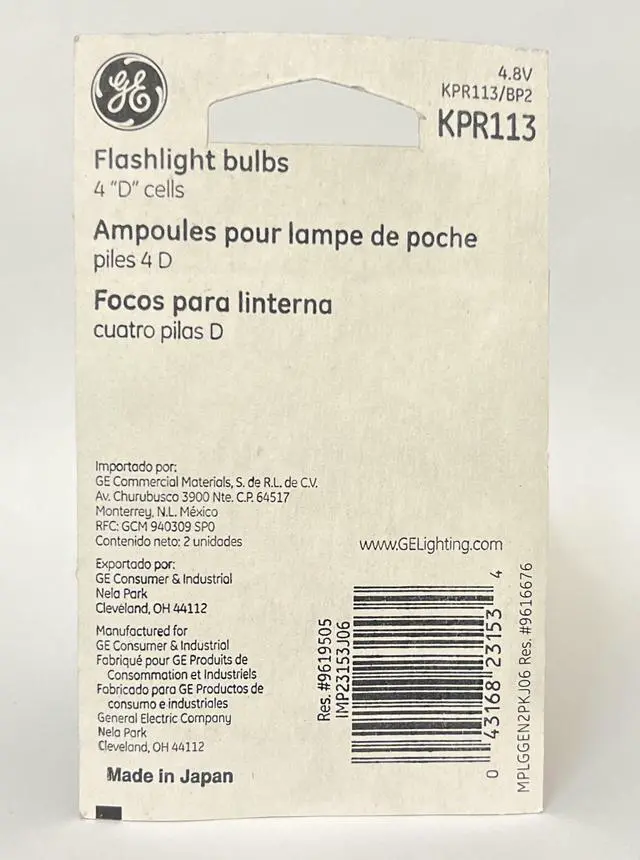 GE
4.8V
KPR113/BP2
KPR113
Flashlight bulbs
4 "D" cells
Ampoules pour lampe de poche
piles 4 D
Focos para linterna
cuatro pilas D
Importado por:
GE Commercial Materials, S. de R.L. de C.V.
Av. Churubusco 3900 Nte. C.P. 64517
Monterrey, N.L. México
RFC: GCM 940309 SP0
Contenido neto: 2 unidades
Exportado por:
GE Consumer & Industrial
Nela Park
Cleveland, OH 44112
Manufactured for
GE Consumer & Industrial
Fabriqué pour GE Produits de
Consommation et Industriels
Fabricado para GE Productos de
consumo e industriales
General Electric Company
Nela Park
Cleveland, OH 44112
Made in Japan
www.GELighting.com
Res. #9619505
IMP23153J06
0 43168 23153 4
MPLGGEN2PKJ06 Res. #9616676